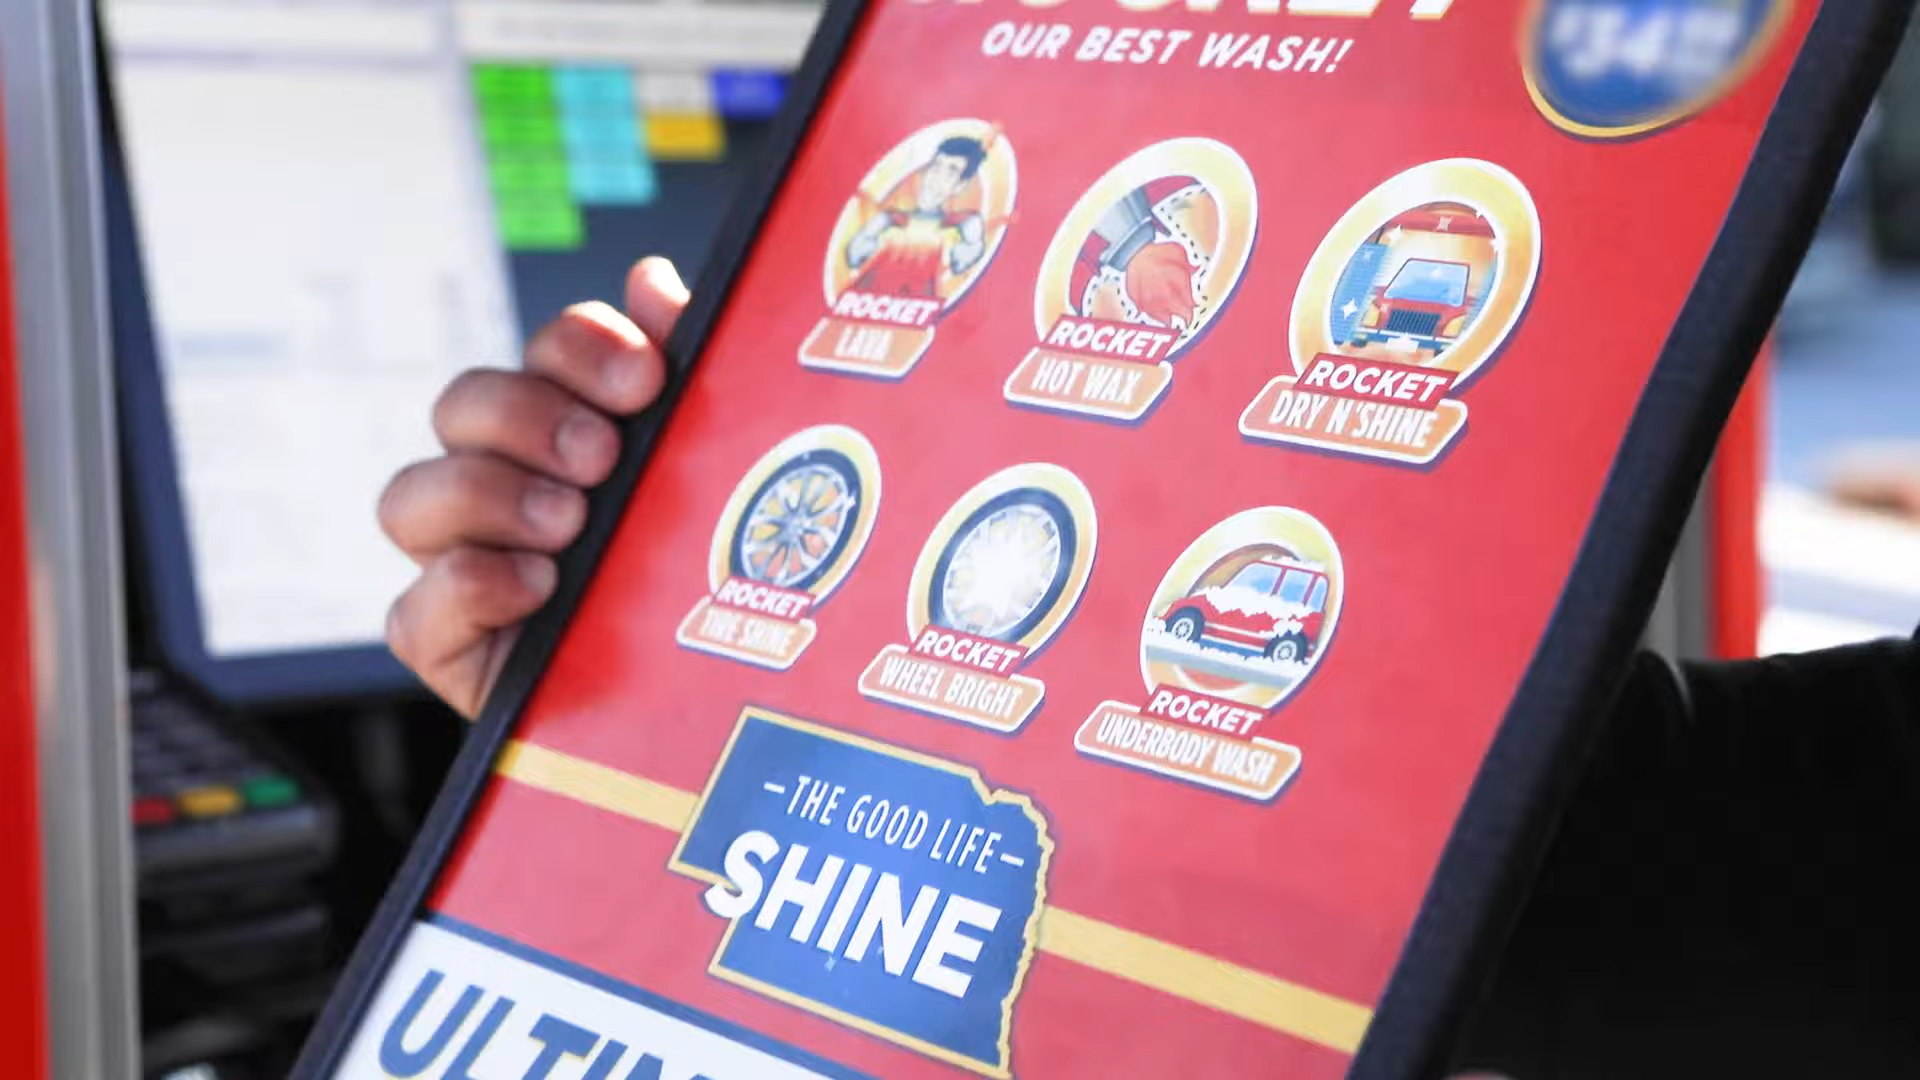 OUR BEST WASH!
$34
ROCKET
LAVA
ROCKET
HOT WAX
ROCKET
DRY N' SHINE
ROCKET
TIRE SHINE
ROCKET
WHEEL BRIGHT
ROCKET
UNDERBODY WASH
–THE GOOD LIFE–
SHINE